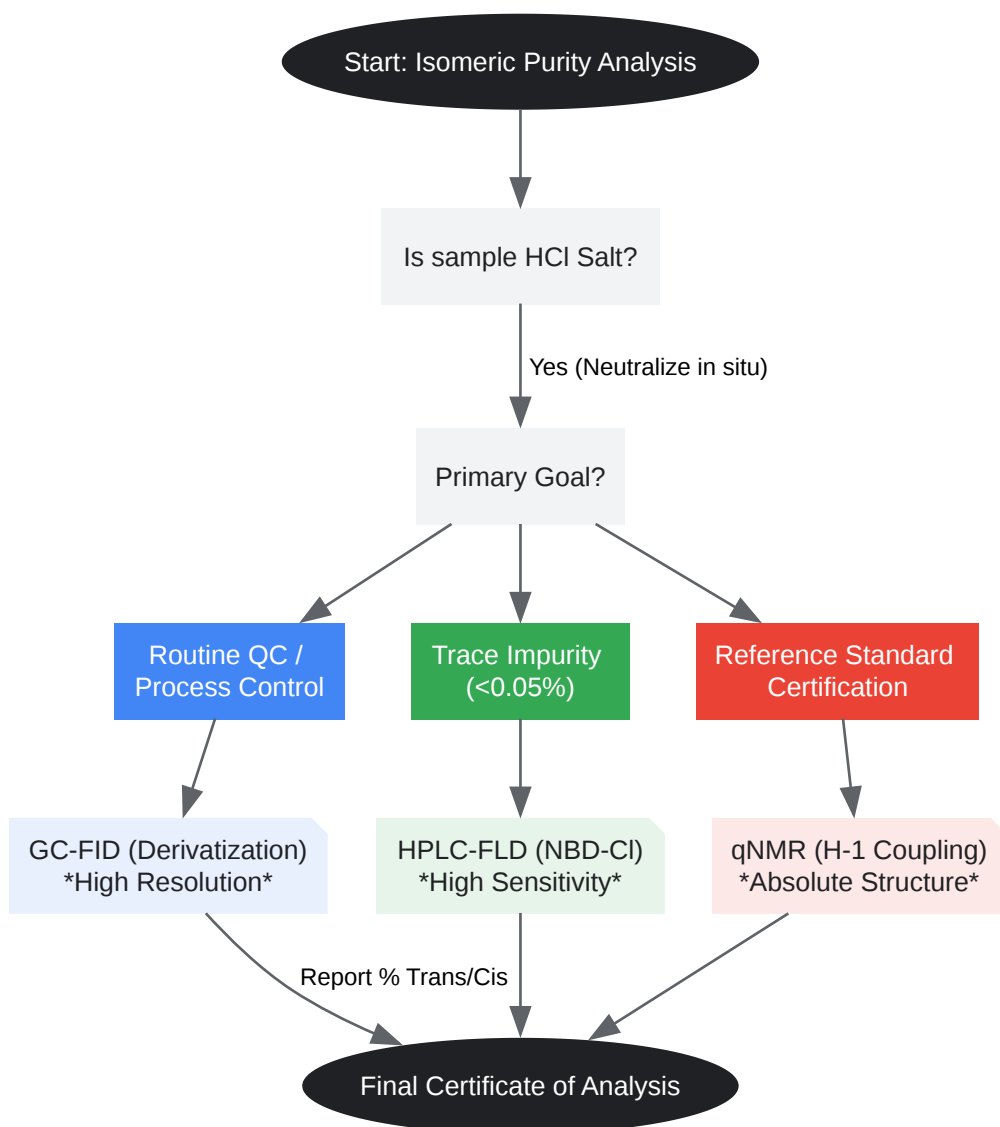 Start: Isomeric Purity Analysis
Is sample HCl Salt?
Yes (Neutralize in situ)
Primary Goal?
Routine QC /
Process Control
Trace Impurity
(<0.05%)
Reference Standard
Certification
GC-FID (Derivatization)
*High Resolution*
HPLC-FLD (NBD-Cl)
*High Sensitivity*
qNMR (H-1 Coupling)
*Absolute Structure*
Report % Trans/Cis
Final Certificate of Analysis